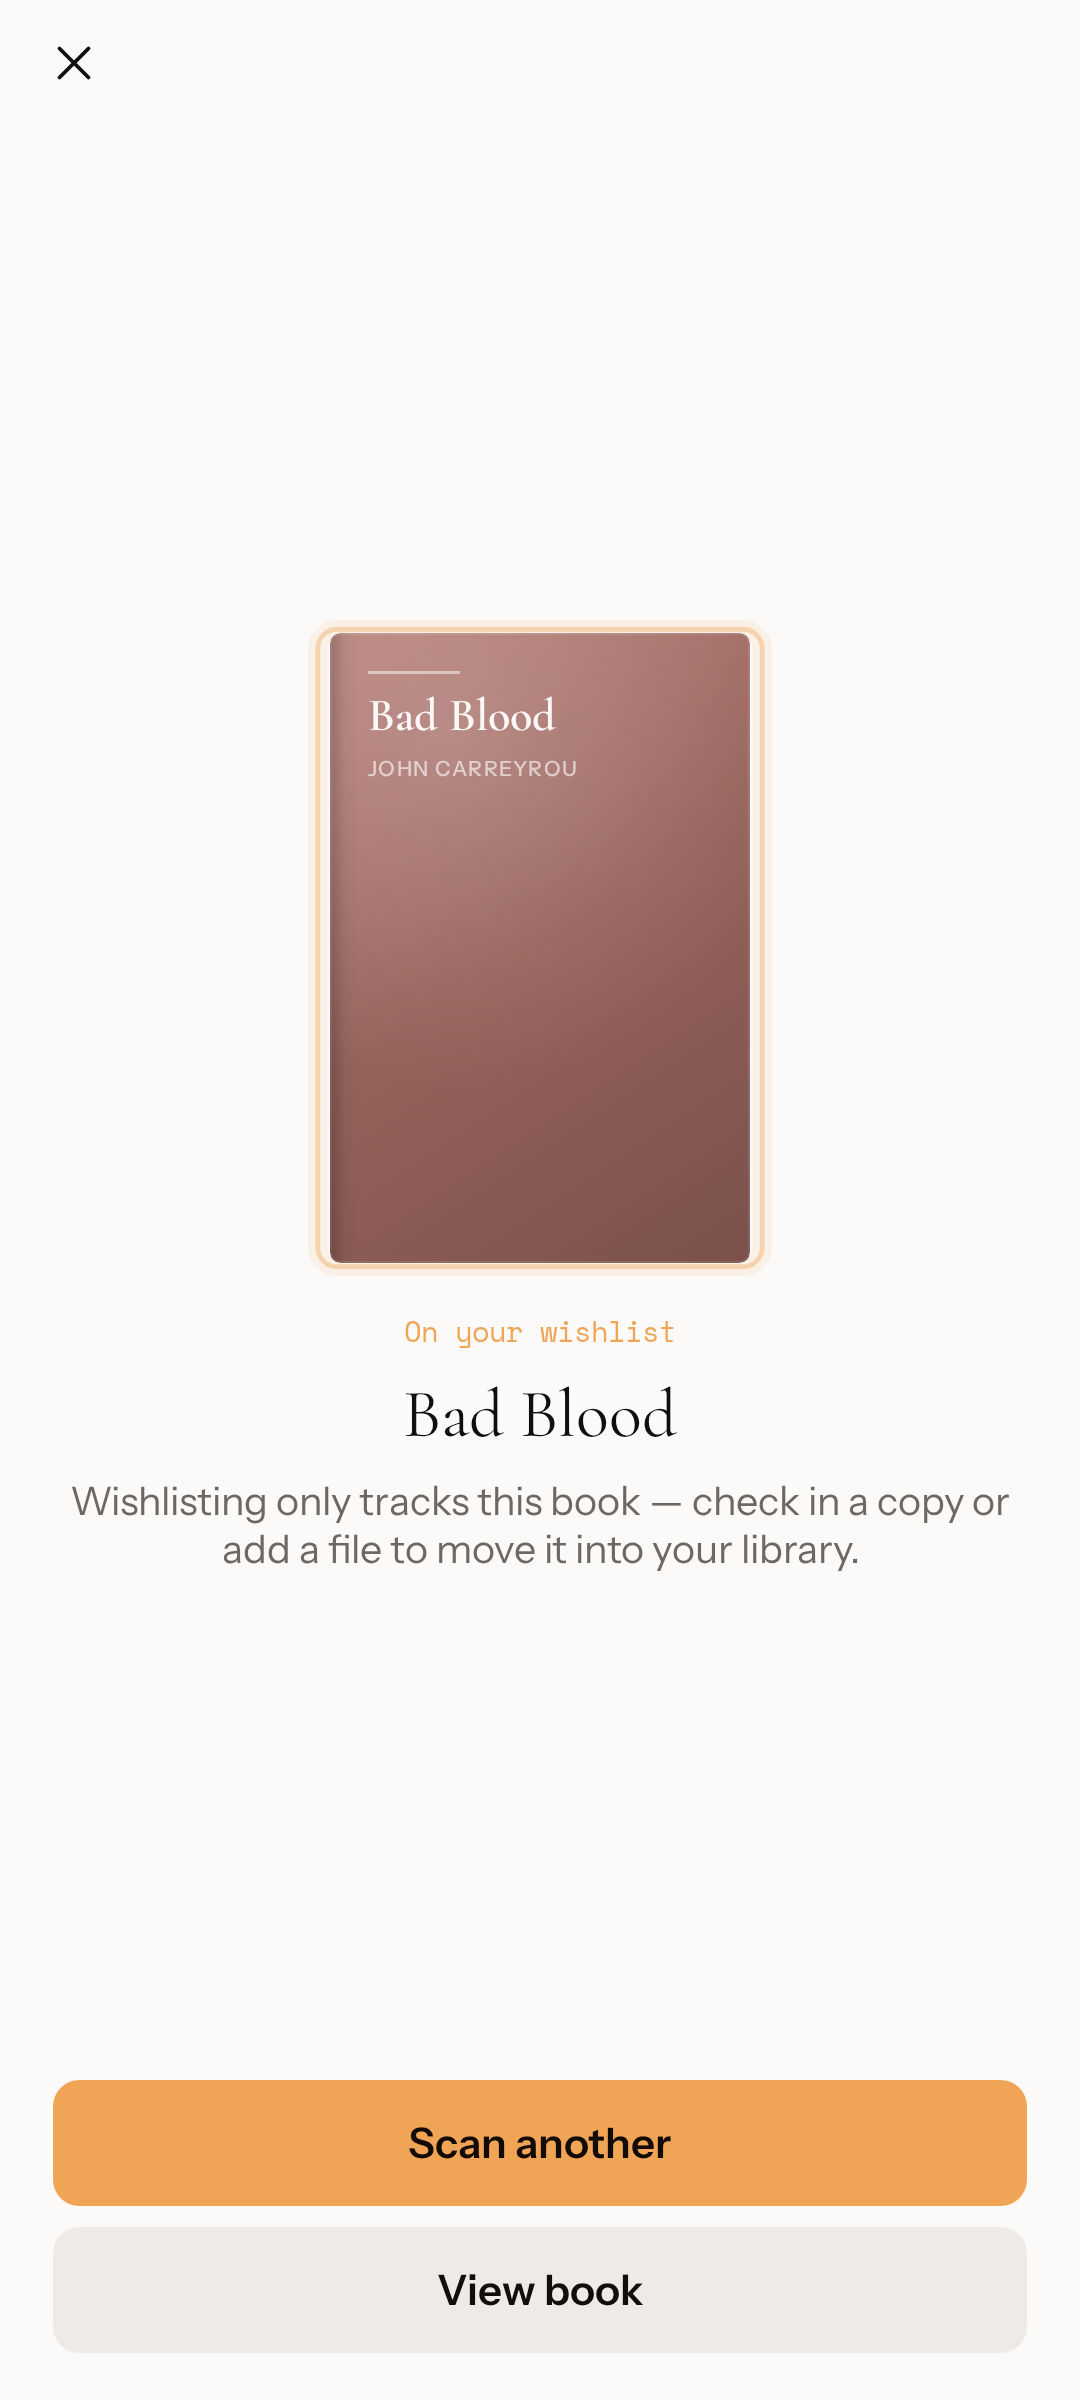 Bad Blood
JOHN CARREYROU
On your wishlist
Bad Blood
Wishlisting only tracks this book — check in a copy or
add a file to move it into your library.
Scan another
View book